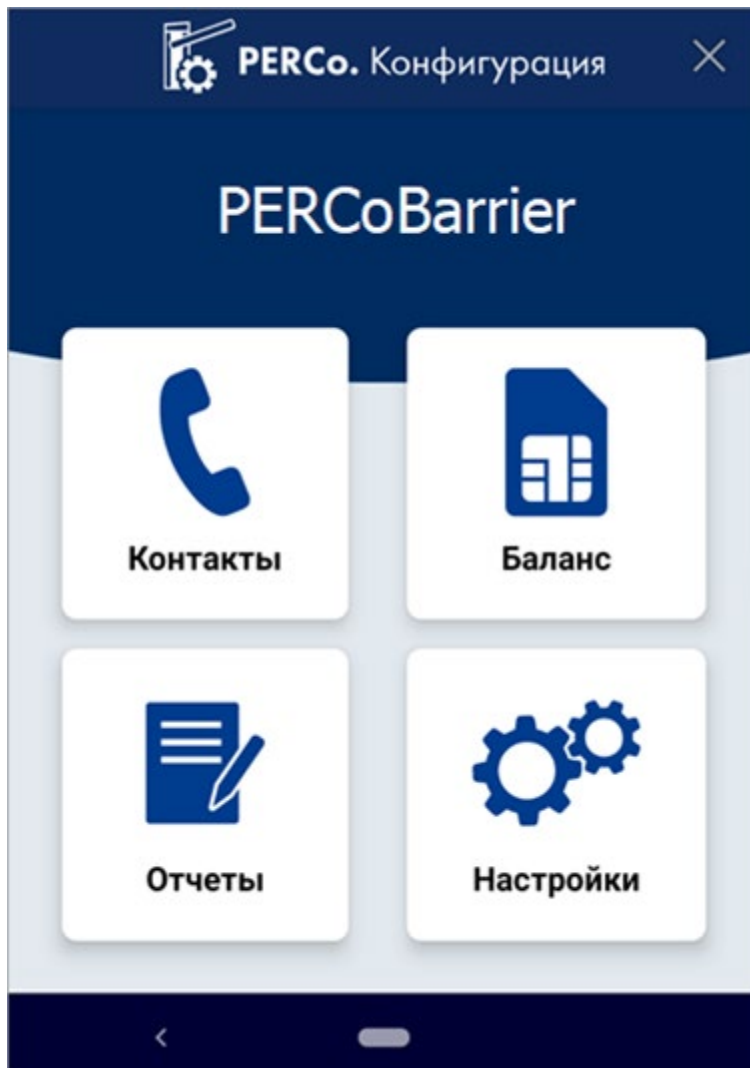 PERCo. Конфигурация
PERCoBarrier
Контакты
Баланс
Отчеты
Настройки